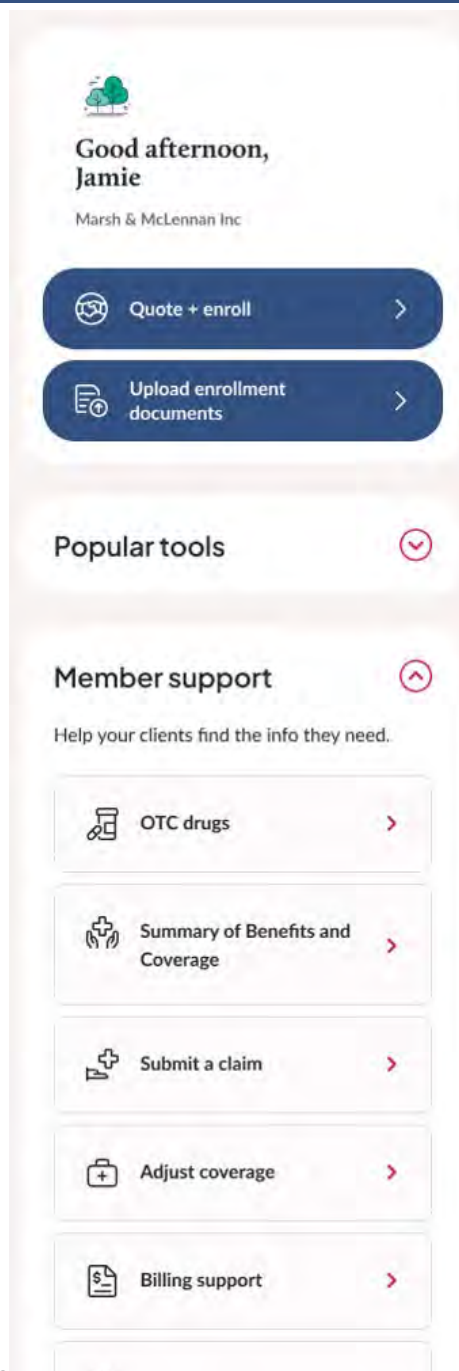 Good afternoon,
Jamie
Marsh & McLennan Inc
Quote + enroll
Upload enrollment
documents
Popular tools
Member support
Help your clients find the info they need.
OTC drugs
Summary of Benefits and
Coverage
Submit a claim
Adjust coverage
Billing support